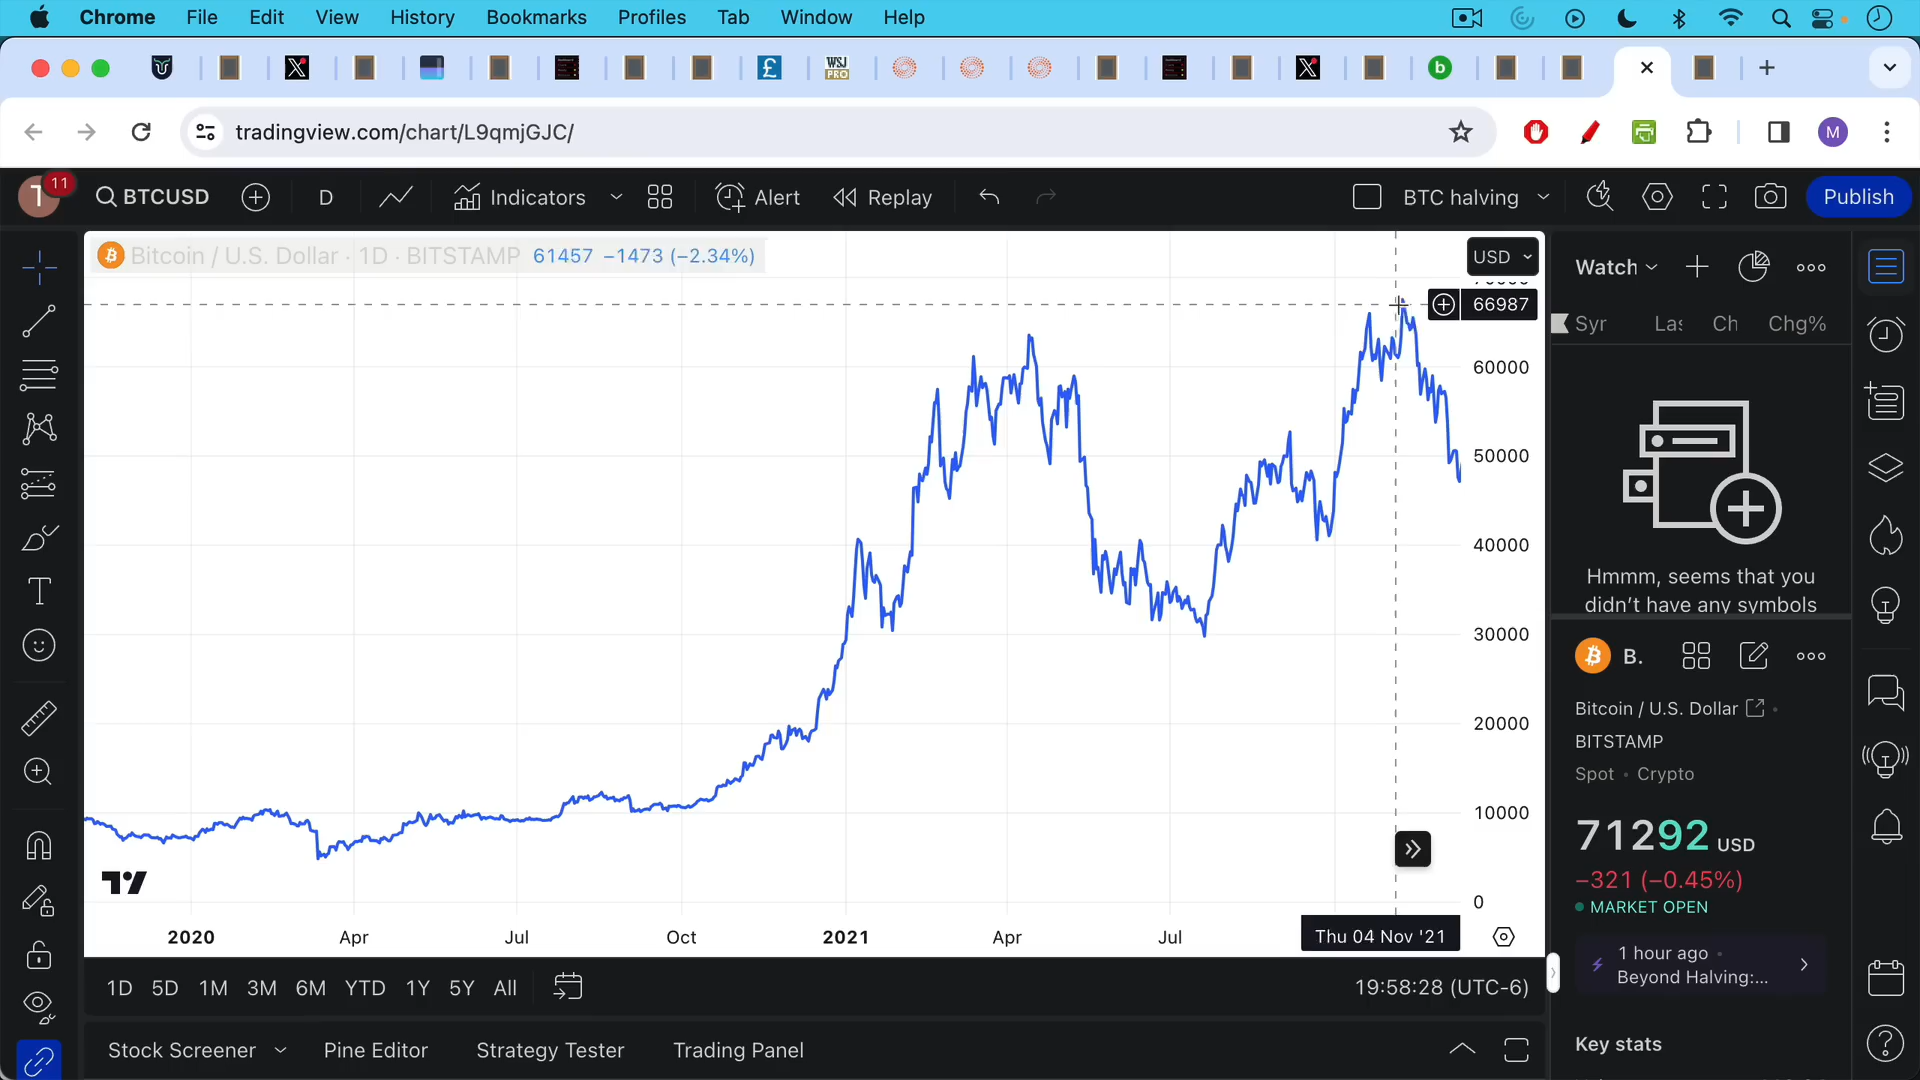 Chrome File Edit View History Bookmarks Profiles Tab Window Help
£ WSJ PRO b
tradingview.com/chart/L9qmjGJC/ M
T 11 BTCUSD D Indicators Alert Replay BTC halving Publish
Bitcoin / U.S. Dollar · 1D · BITSTAMP 61457 −1473 (−2.34%) USD
66987
60000
50000
40000
30000
20000
10000
0
2020 Apr Jul Oct 2021 Apr Jul Thu 04 Nov '21
1D 5D 1M 3M 6M YTD 1Y 5Y All 19:58:28 (UTC-6)
Stock Screener Pine Editor Strategy Tester Trading Panel
Watch
Syr Las Ch Chg%
Hmmm, seems that you
didn’t have any symbols
B.
Bitcoin / U.S. Dollar
BITSTAMP
Spot • Crypto
71292 USD
−321 (−0.45%)
MARKET OPEN
1 hour ago •
Beyond Halving:...
Key stats